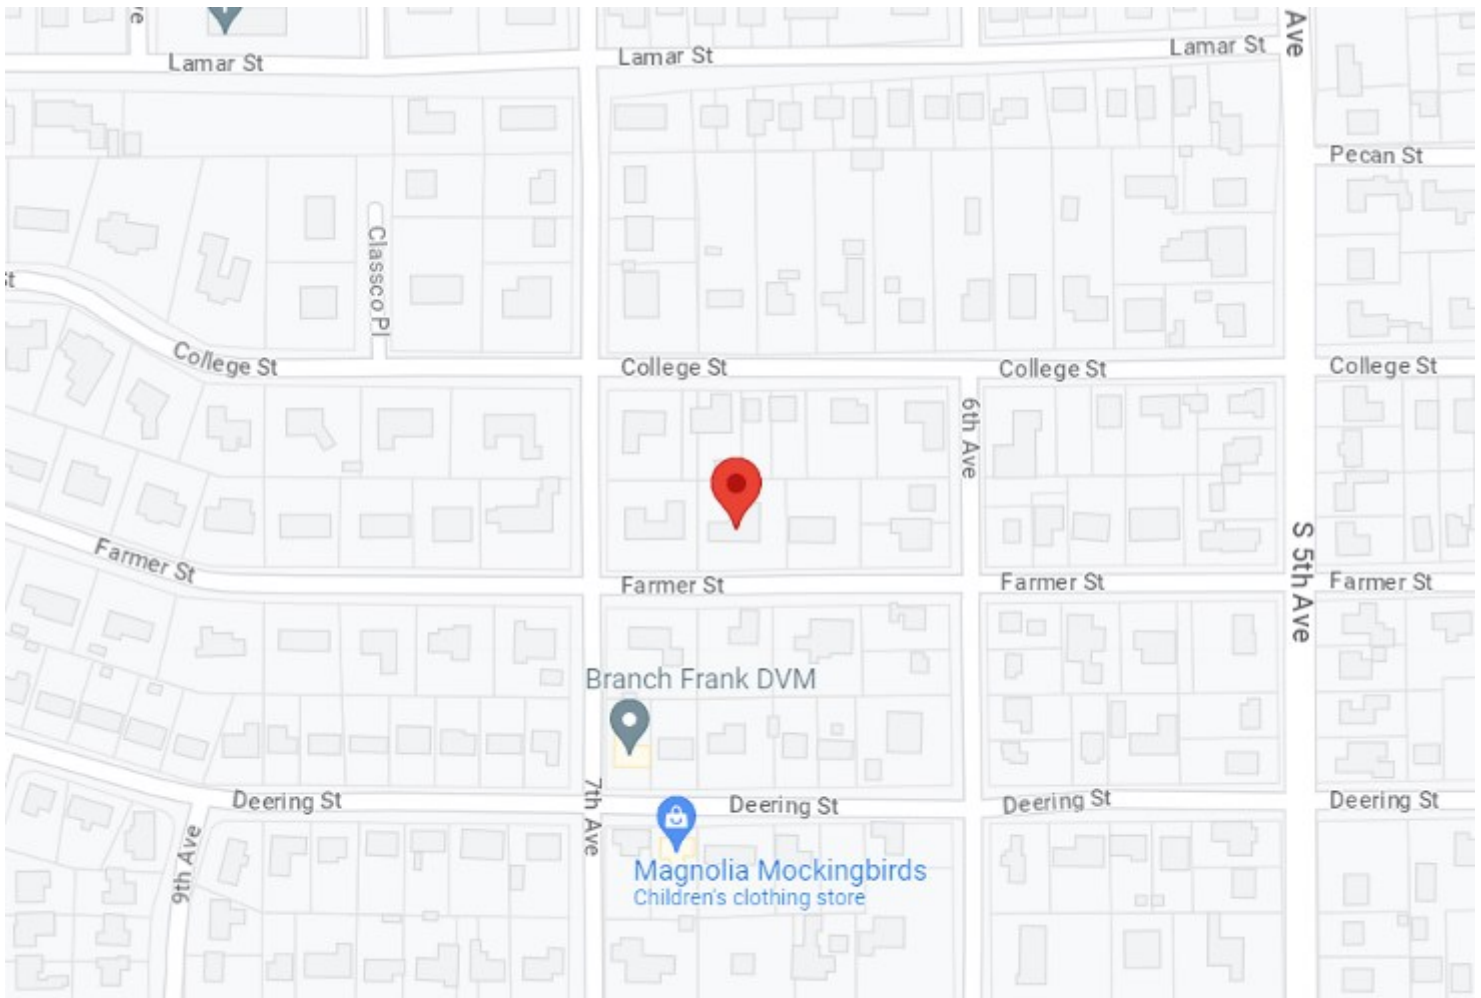 Ave
Lamar St
Lamar St
Lamar St
Pecan St
Classco Pl
St
College St
College St
College St
College St
6th Ave
Farmer St
S 5th Ave
Farmer St
Farmer St
Farmer St
Branch Frank DVM
7th Ave
Deering St
Deering St
Deering St
Deering St
9th Ave
Magnolia Mockingbirds
Children's clothing store